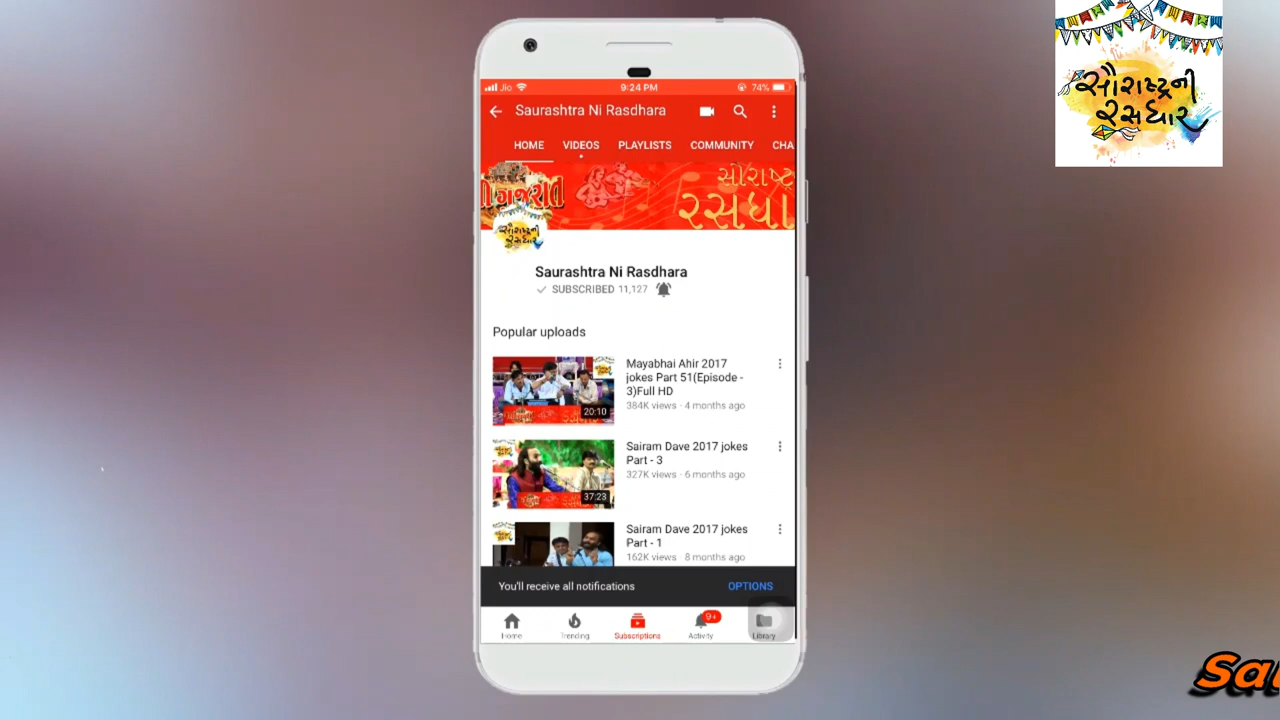 સૌરાષ્ટ્રની
રસધાર
Jio
9:24 PM
74%
Saurashtra Ni Rasdhara
HOME VIDEOS PLAYLISTS COMMUNITY CHA
ગુજરાત
સૌરાષ્ટ્ર
રસધા
સૌરાષ્ટ્રની
રસધાર
Saurashtra Ni Rasdhara
SUBSCRIBED 11,127
Popular uploads
Mayabhai Ahir 2017
jokes Part 51(Episode -
3)Full HD
384K views · 4 months ago
20:10
Sairam Dave 2017 jokes
Part - 3
327K views · 6 months ago
37:23
Sairam Dave 2017 jokes
Part - 1
162K views · 8 months ago
You'll receive all notifications OPTIONS
9+
Home Trending Subscriptions Activity Library